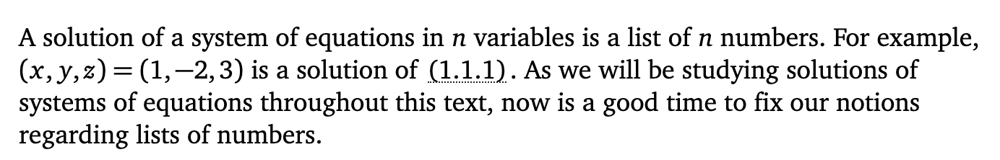 A solution of a system of equations in n variables is a list of n numbers. For example,
(x, y, z) = (1, −2, 3) is a solution of (1.1.1). As we will be studying solutions of
systems of equations throughout this text, now is a good time to fix our notions
regarding lists of numbers.